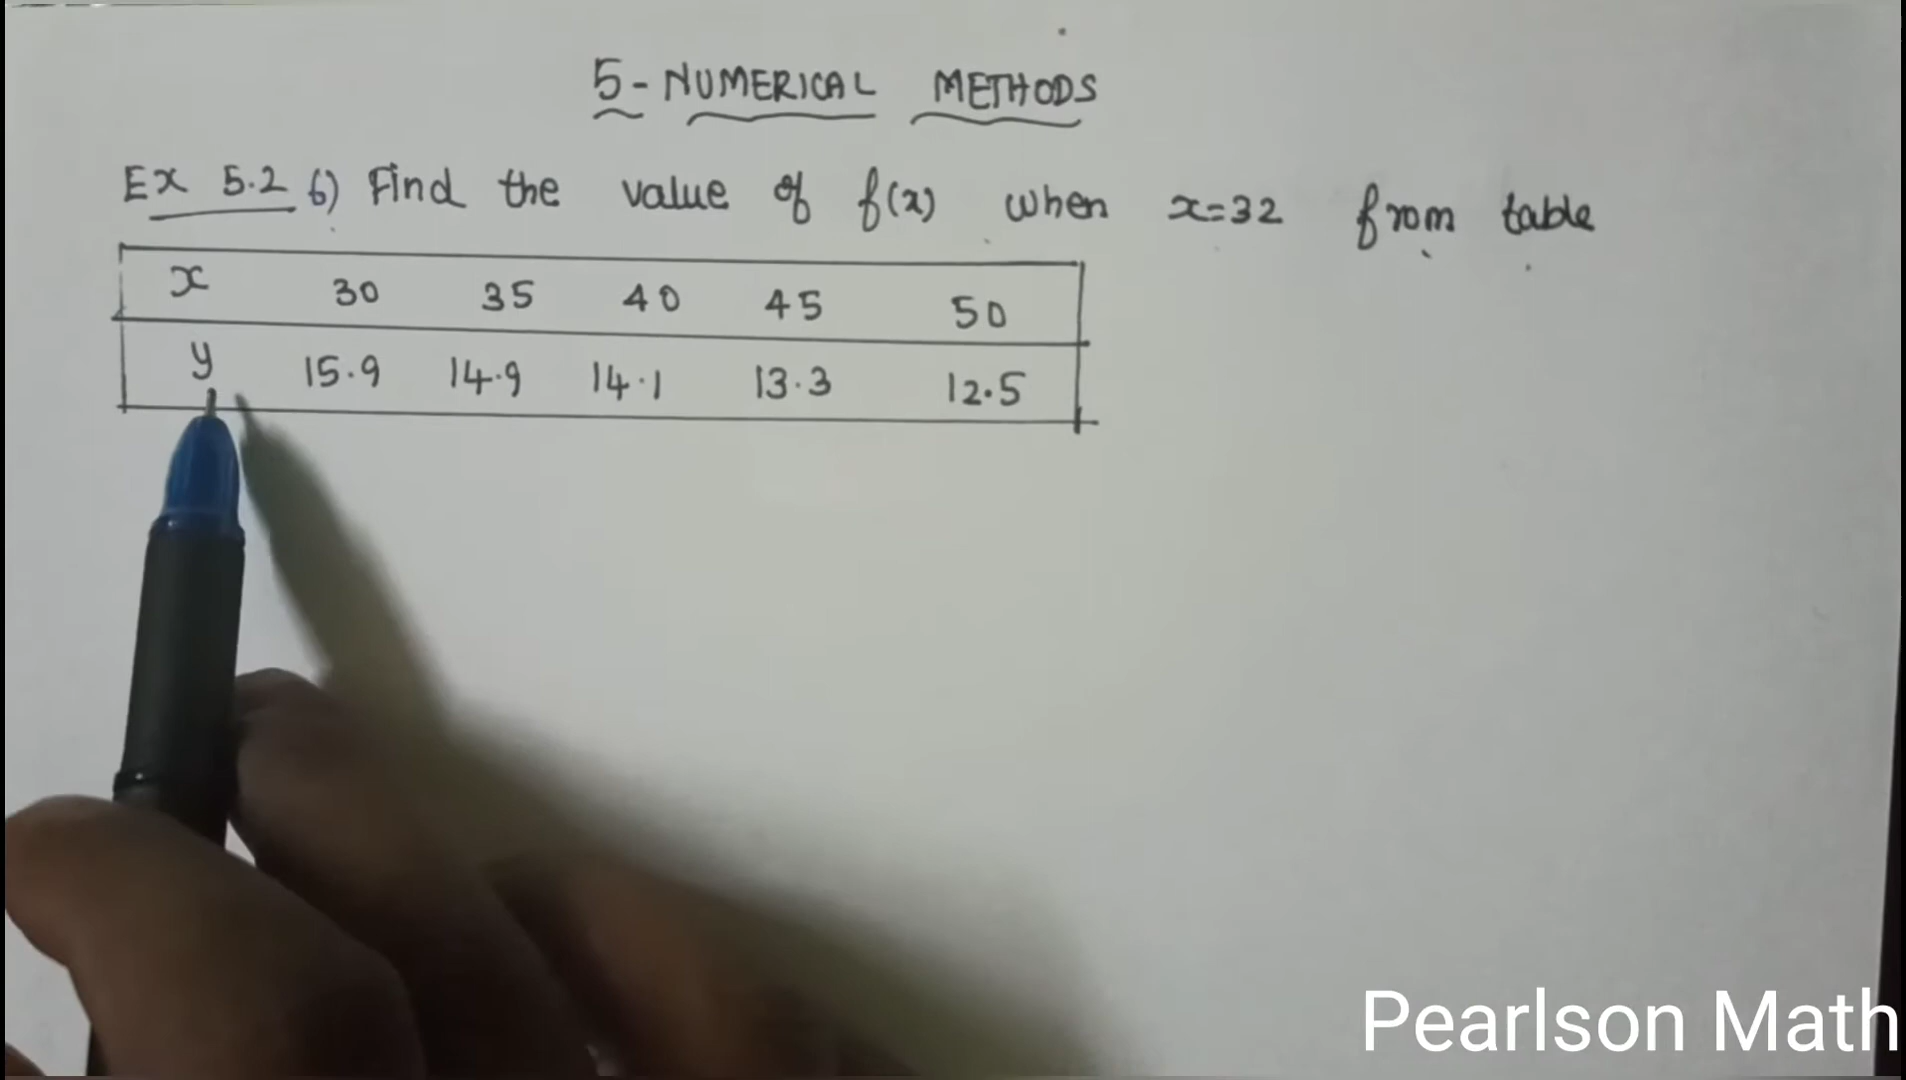 5-NUMERICAL METHODS
Ex 5.2 6) Find the value of f(x) when x=32 from table
x 30 35 40 45 50
y 15.9 14.9 14.1 13.3 12.5
Pearlson Math